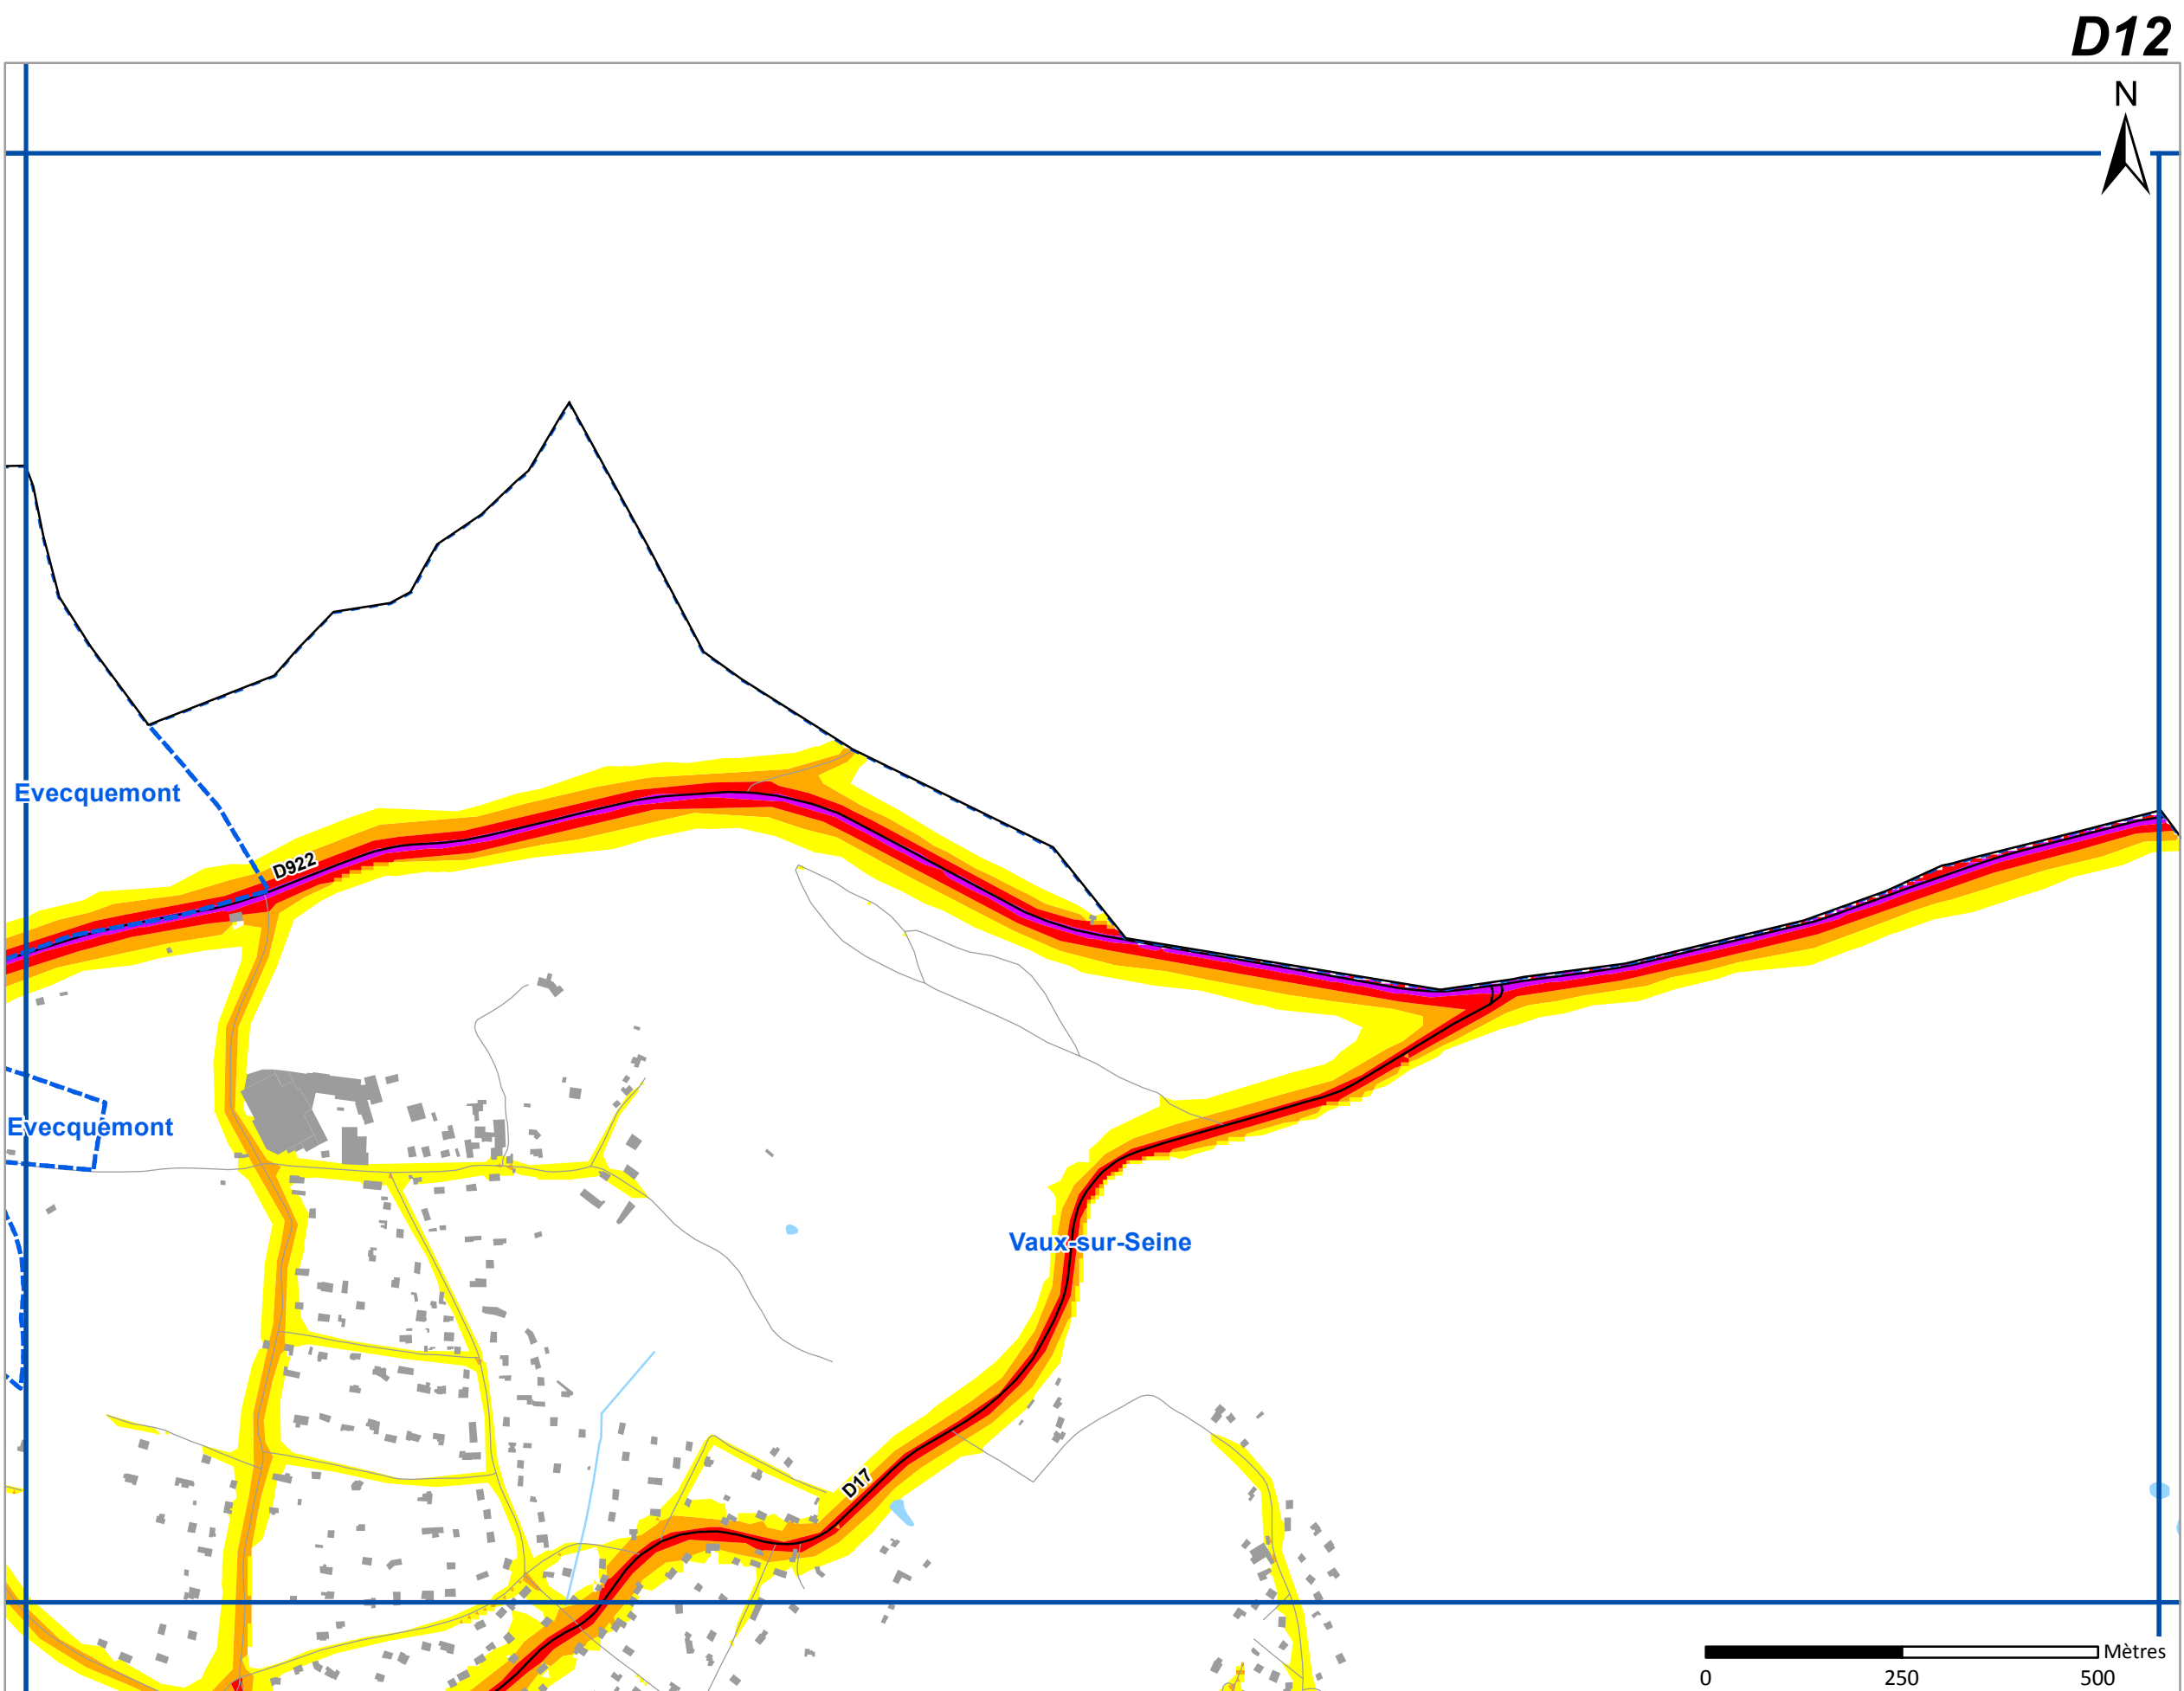 D12
N
Evecquemont
D922
Evecquemont
Vaux-sur-Seine
D17
Mètres
0 250 500